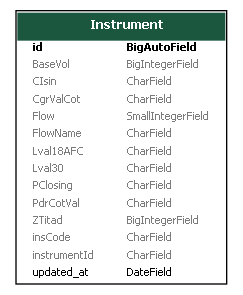 Instrument
id BigAutoField
BaseVol BigIntegerField
CIsin CharField
CgrValCot CharField
Flow SmallIntegerField
FlowName CharField
Lval18AFC CharField
Lval30 CharField
PClosing CharField
PdrCotVal CharField
ZTitad BigIntegerField
insCode CharField
instrumentId CharField
updated_at DateField